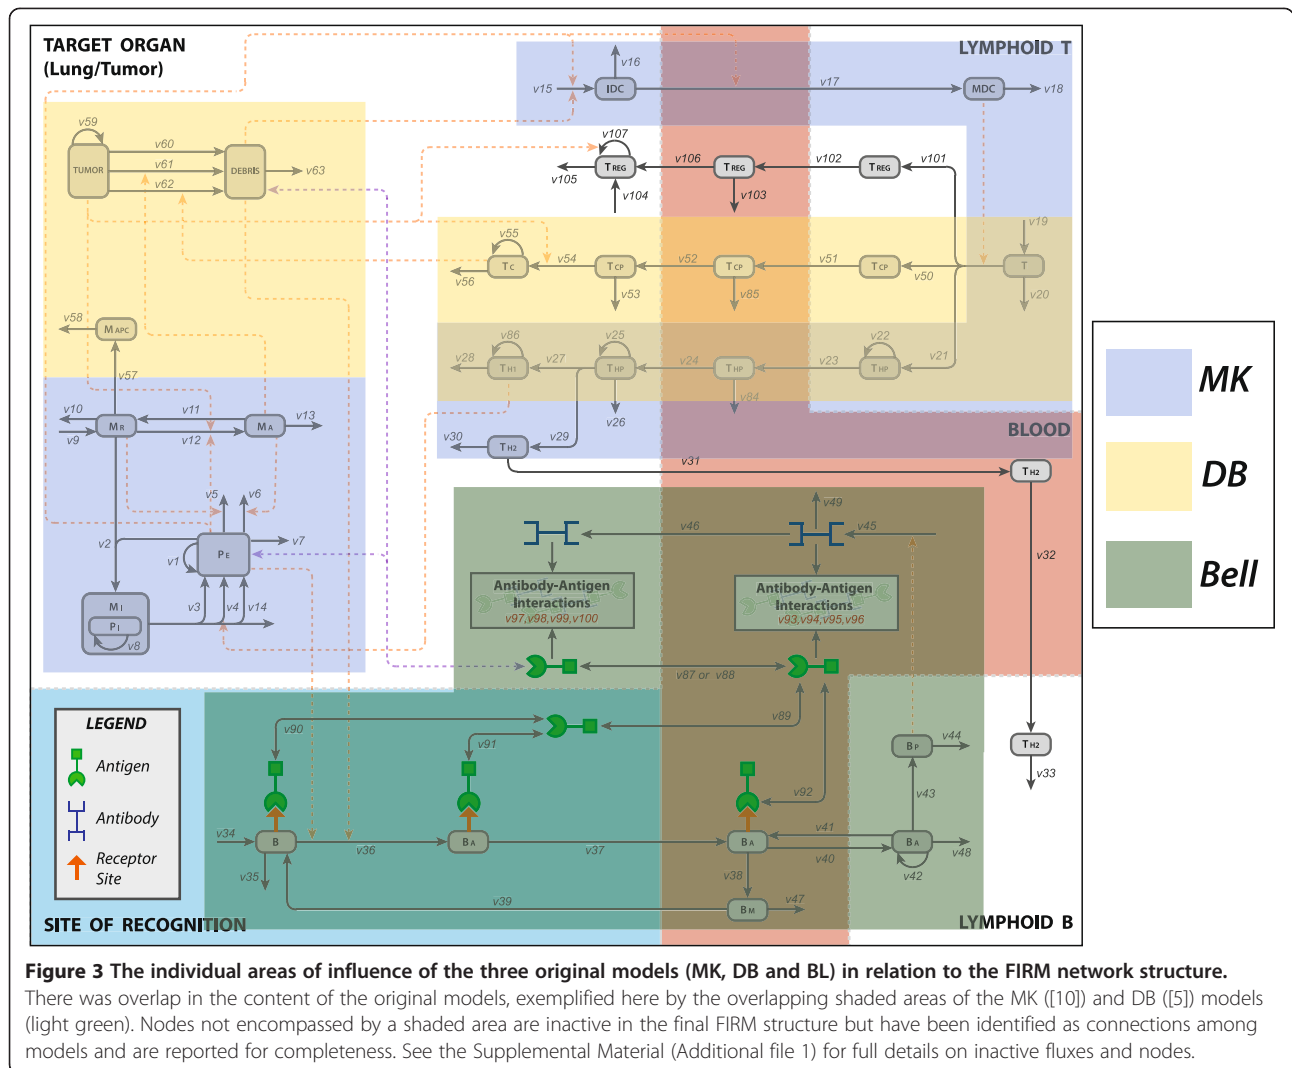 TARGET ORGAN
(Lung/Tumor)
LYMPHOID T
v16
v15
IDC
v17
MDC
v18
v59
v60
v107
TUMOR
v61
DEBRIS
v63
v62
v105
TREG
v106
TREG
v102
TREG
v101
v104
v103
v19
v55
v56
TC
v54
TCP
v52
TCP
v51
TCP
v50
T
v53
v85
v20
v58
MAPC
v57
v86
v25
v22
v28
TH1
v27
THP
v24
THP
v23
THP
v21
v26
v84
v10
v11
v13
v9
MR
v12
MA
v30
TH2
v29
BLOOD
v31
TH2
v5
v6
v49
v46
v45
v2
v1
PE
v7
v32
Antibody-Antigen
Interactions
v97,v98,v99,v100
Antibody-Antigen
Interactions
v93,v94,v95,v96
MI
PI
v8
v3
v4
v14
v87 or v88
LEGEND
Antigen
Antibody
Receptor
Site
v90
v91
v89
BP
v44
TH2
v33
v92
v43
v34
B
v36
BA
v37
BA
v41
v40
BA
v48
v42
v35
v38
v39
BM
v47
SITE OF RECOGNITION
LYMPHOID B
MK
DB
Bell
Figure 3 The individual areas of influence of the three original models (MK, DB and BL) in relation to the FIRM network structure.
There was overlap in the content of the original models, exemplified here by the overlapping shaded areas of the MK ([10]) and DB ([5]) models
(light green). Nodes not encompassed by a shaded area are inactive in the final FIRM structure but have been identified as connections among
models and are reported for completeness. See the Supplemental Material (Additional file 1) for full details on inactive fluxes and nodes.